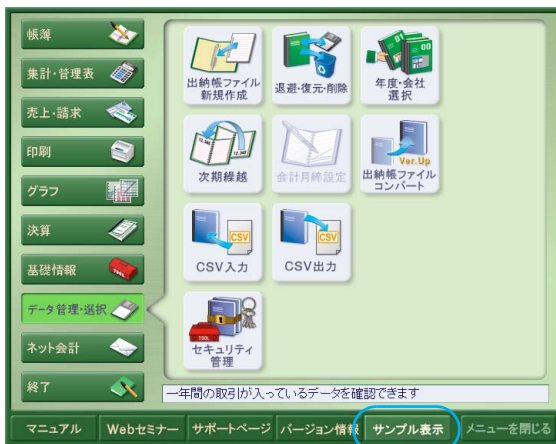 帳簿
集計・管理表
売上・請求
印刷
グラフ
決算
基礎情報
データ管理・選択
ネット会計
終了
出納帳ファイル
新規作成
退避・復元・削除
年度・会社
選択
次期繰越
会計月締設定
Ver.Up
出納帳ファイル
コンバート
CSV
CSV入力
CSV
CSV出力
TOOL
セキュリティ
管理
一年間の取引が入っているデータを確認できます
マニュアル
Webセミナー
サポートページ
バージョン情報
サンプル表示
メニューを閉じる